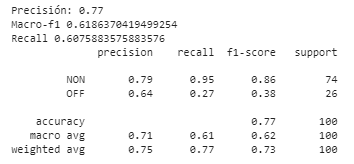 Precisión: 0.77
Macro-f1 0.6186370419499254
Recall 0.6075883575883576
precision recall f1-score support
NON 0.79 0.95 0.86 74
OFF 0.64 0.27 0.38 26
accuracy 0.77 100
macro avg 0.71 0.61 0.62 100
weighted avg 0.75 0.77 0.73 100